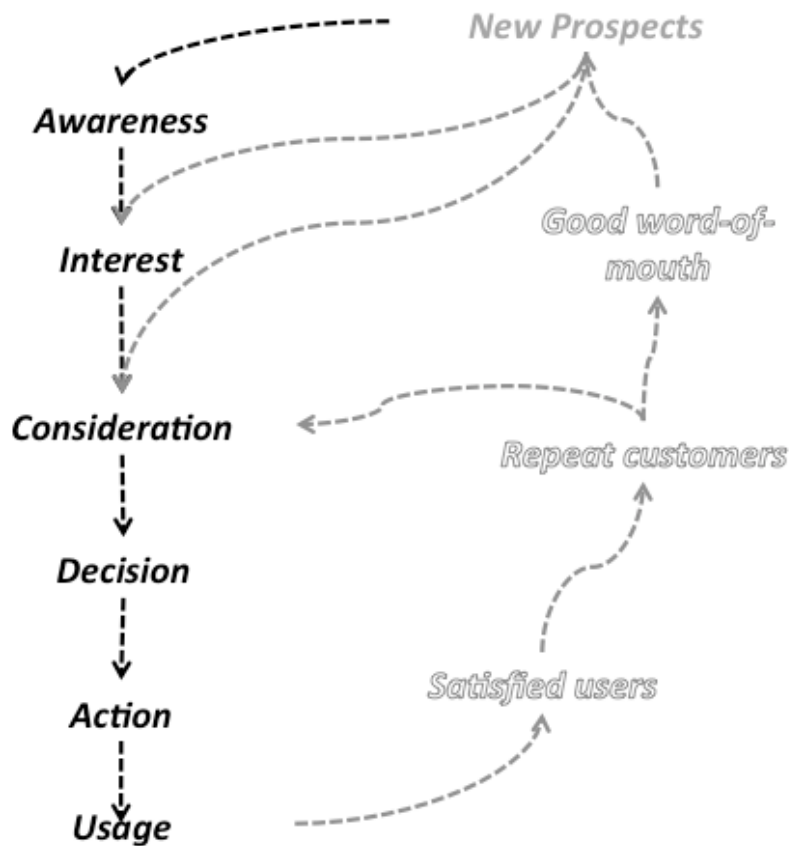 New Prospects
Awareness
Good word-of-
mouth
Interest
Consideration
Repeat customers
Decision
Satisfied users
Action
Usage